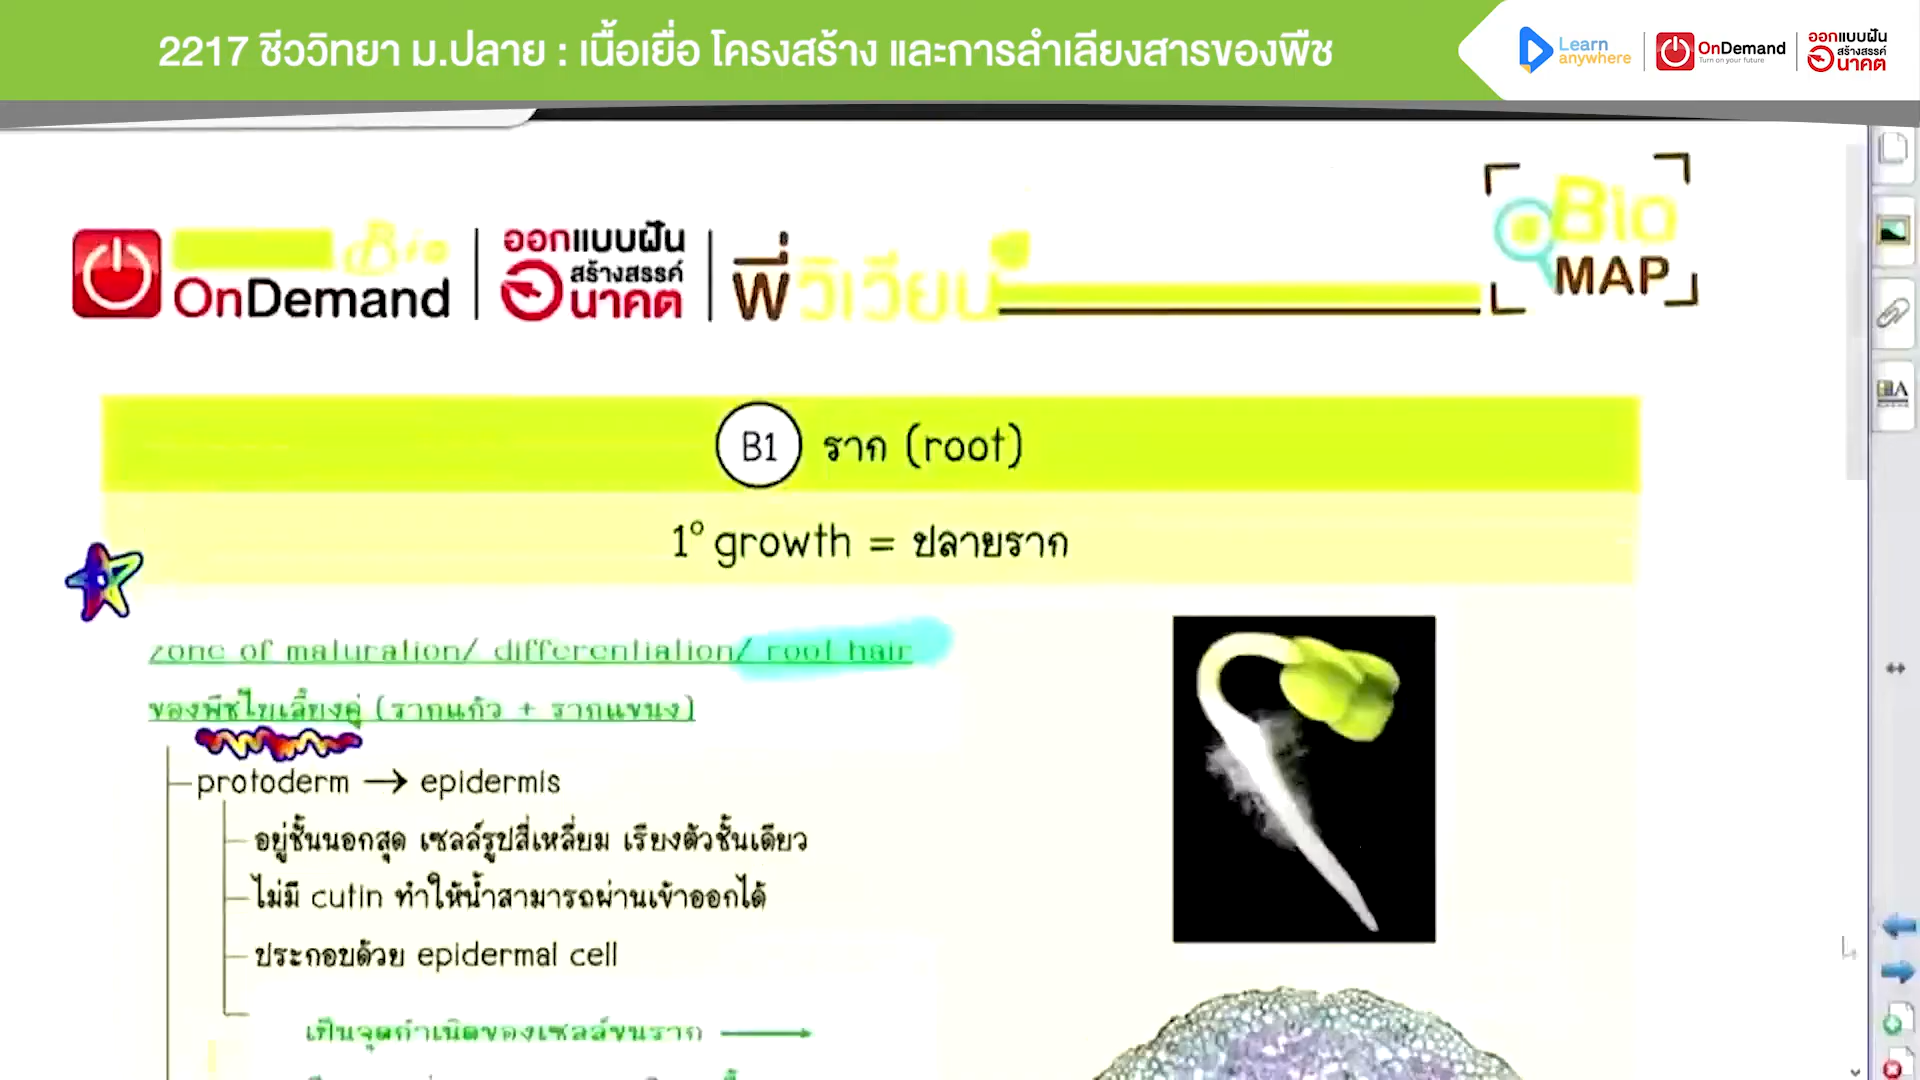 2217 ชีววิทยา ม.ปลาย : เนื้อเยื่อ โครงสร้าง และการลำเลียงสารของพืช
Learn anywhere
OnDemand
Turn on your future
ออกแบบฝัน
สร้างสรรค์
อนาคต
Bio
OnDemand
ออกแบบฝัน
สร้างสรรค์
อนาคต
พี่วิเวียน
Bio
MAP
B1 ราก (root)
1° growth = ปลายราก
zone of maturation/ differentiation/ root hair
ของพืชใบเลี้ยงคู่ (รากแก้ว + รากแขนง)
protoderm → epidermis
อยู่ชั้นนอกสุด เซลล์รูปสี่เหลี่ยม เรียงตัวชั้นเดียว
ไม่มี cutin ทำให้น้ำสามารถผ่านเข้าออกได้
ประกอบด้วย epidermal cell
เป็นจุดกำเนิดของเซลล์ขนราก →